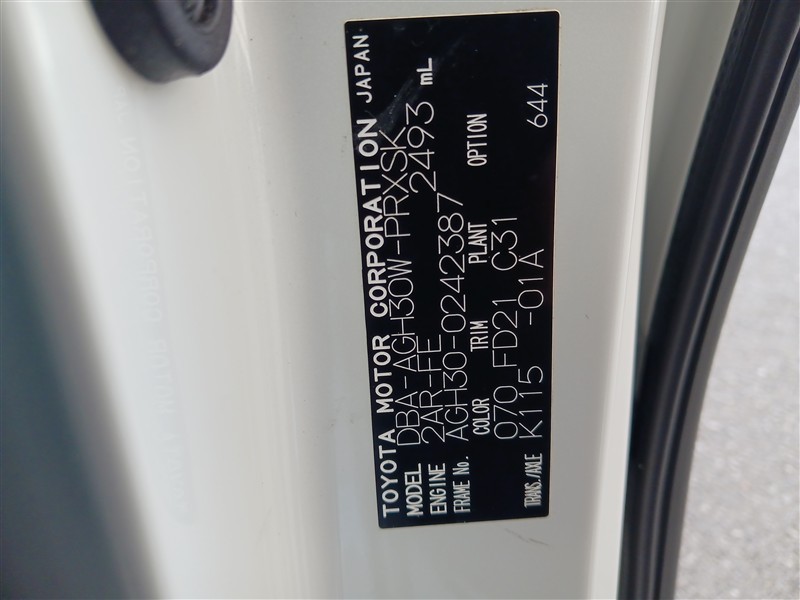 TOYOTA MOTOR CORPORATION JAPAN
MODEL DBA-AGH30W-PRXSK
ENGINE 2AR-FE 2493 mL
FRAME No. AGH30-0242387
COLOR TRIM PLANT OPTION
070 FD21 C31
TRANS./AXLE K115 -01A 644